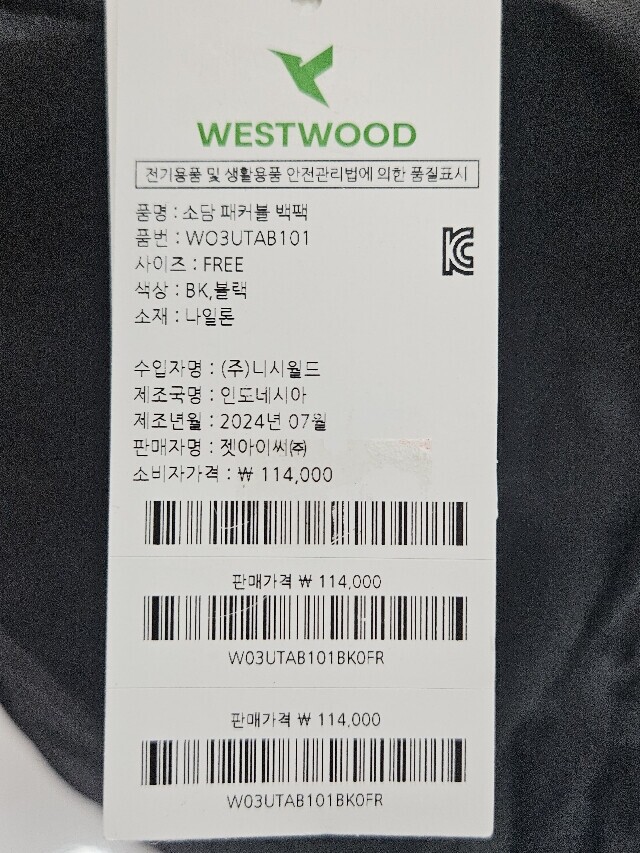 WESTWOOD
전기용품 및 생활용품 안전관리법에 의한 품질표시
품명 : 소담 패커블 백팩
품번 : WO3UTAB101
사이즈 : FREE
색상 : BK,블랙
소재 : 나일론
수입자명 : (주)니시월드
제조국명 : 인도네시아
제조년월 : 2024년 07월
판매자명 : 젯아이씨㈜
소비자가격 : ₩ 114,000
판매가격 ₩ 114,000
W03UTAB101BK0FR
판매가격 ₩ 114,000
W03UTAB101BK0FR